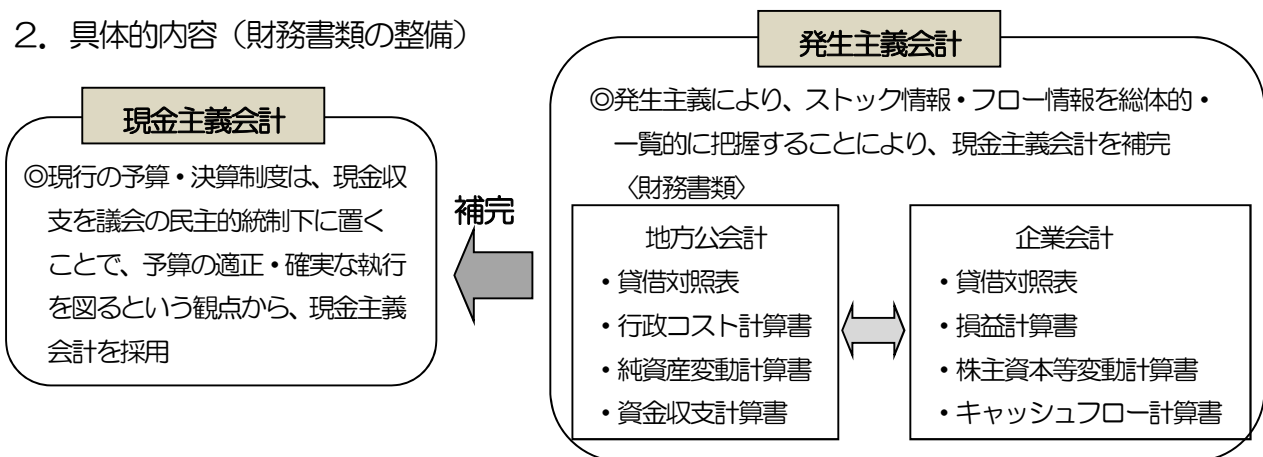 2．具体的内容（財務書類の整備）
現金主義会計
◎現行の予算・決算制度は、現金収
支を議会の民主的統制下に置く
ことで、予算の適正・確実な執行
を図るという観点から、現金主義
会計を採用
補完
発生主義会計
◎発生主義により、ストック情報・フロー情報を総体的・
一覧的に把握することにより、現金主義会計を補完
〈財務書類〉
地方公会計
・貸借対照表
・行政コスト計算書
・純資産変動計算書
・資金収支計算書
企業会計
・貸借対照表
・損益計算書
・株主資本等変動計算書
・キャッシュフロー計算書